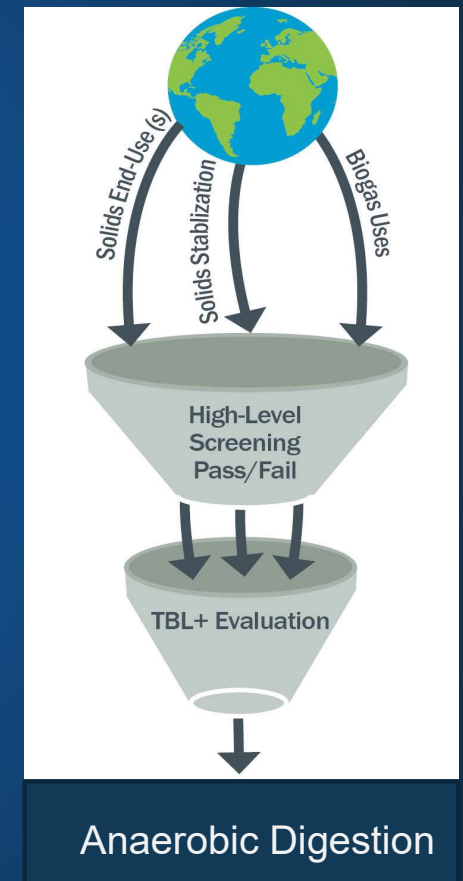 Solids End-Use (s)
Solids Stablization
Biogas Uses
High-Level
Screening
Pass/Fail
TBL+ Evaluation
Anaerobic Digestion